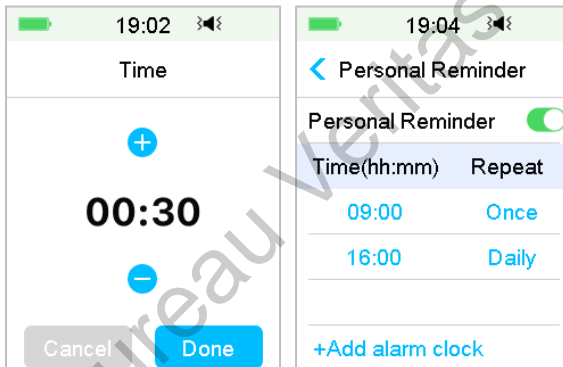 19:02
Time
+
00:30
−
Cancel
Done
19:04
Personal Reminder
Personal Reminder
Time(hh:mm) Repeat
09:00 Once
16:00 Daily
+Add alarm clock
ureau Veritas